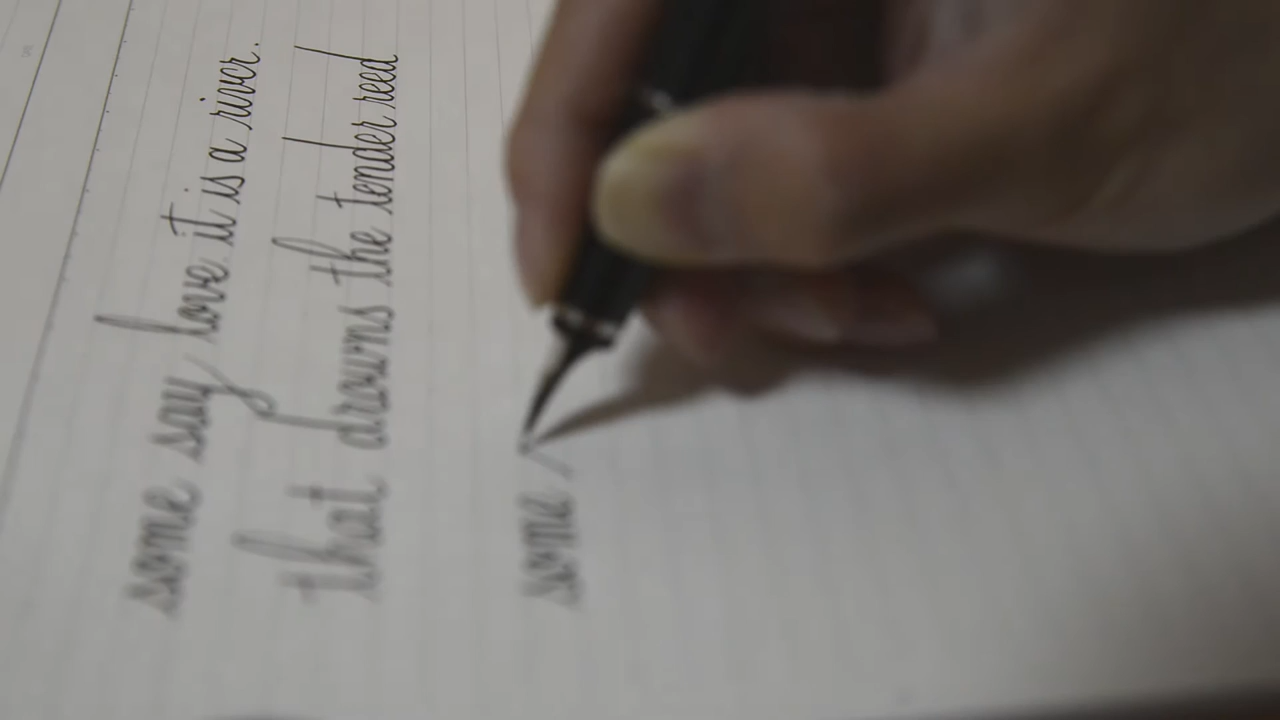 some say love it is a river.
that drowns the tender reed
some